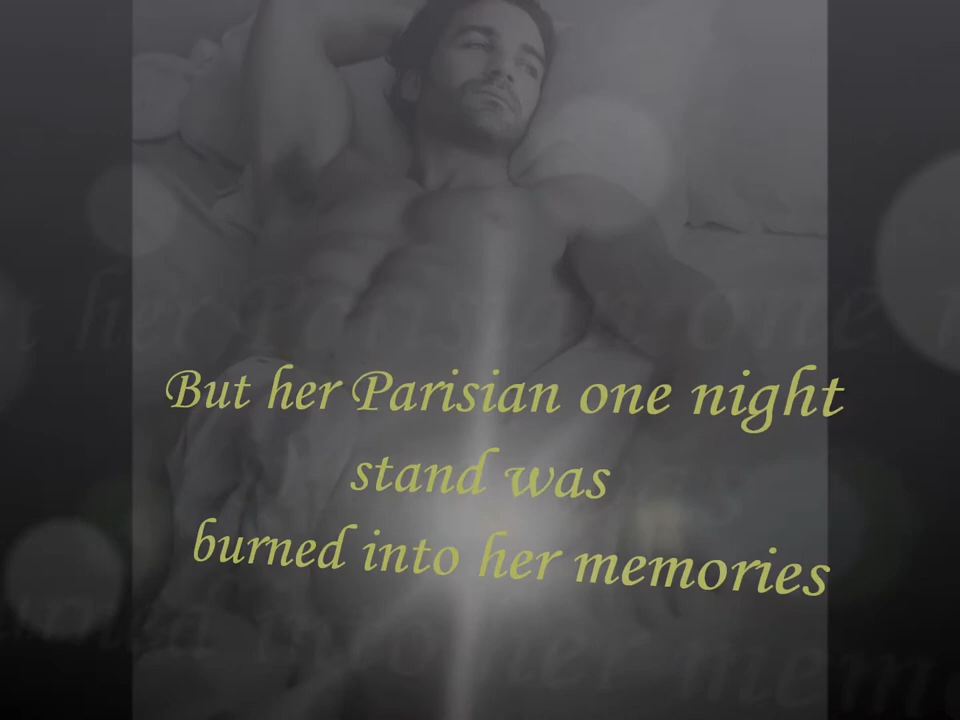 But her Parisian one night
stand was
burned into her memories